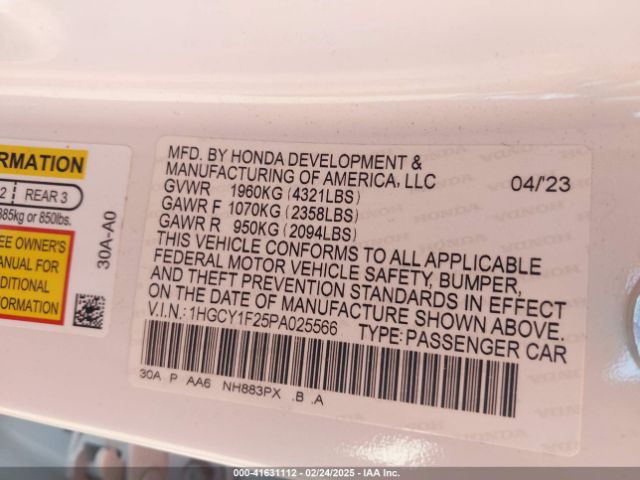 ORMATION
2 REAR 3
385kg or 850lbs.
EE OWNER'S
ANUAL FOR
DDITIONAL
NFORMATION
30A-A0
MFD. BY HONDA DEVELOPMENT &
MANUFACTURING OF AMERICA, LLC 04/'23
GVWR 1960KG (4321LBS)
GAWR F 1070KG (2358LBS)
GAWR R 950KG (2094LBS)
THIS VEHICLE CONFORMS TO ALL APPLICABLE
FEDERAL MOTOR VEHICLE SAFETY, BUMPER,
AND THEFT PREVENTION STANDARDS IN EFFECT
ON THE DATE OF MANUFACTURE SHOWN ABOVE.
V.I.N.: 1HGCY1F25PA025566 TYPE: PASSENGER CAR
30A P AA6 NH883PX .B .A
000-41631112 - 02/24/2025 - IAA Inc.